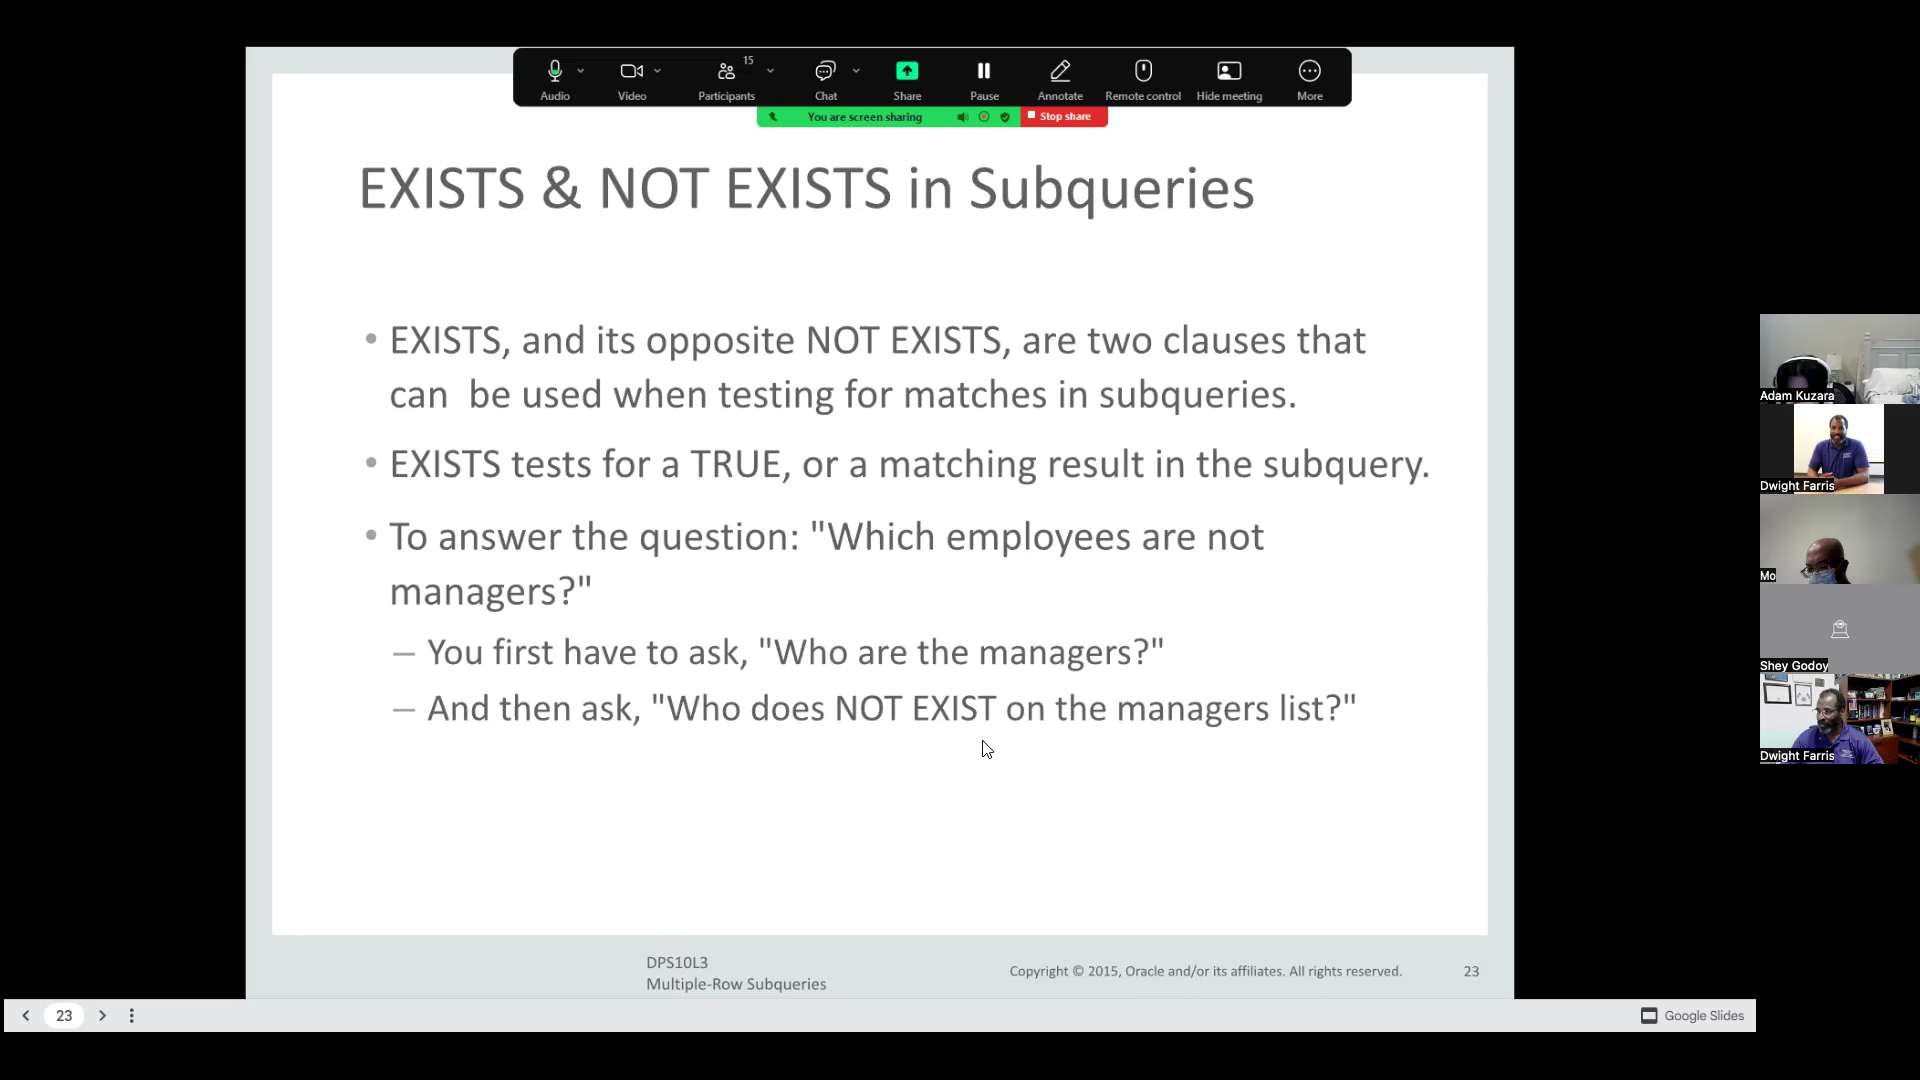 15
Audio
Video
Participants
Chat
Share
Pause
Annotate
Remote control
Hide meeting
More
You are screen sharing
Stop share
EXISTS & NOT EXISTS in Subqueries
• EXISTS, and its opposite NOT EXISTS, are two clauses that
can  be used when testing for matches in subqueries.
• EXISTS tests for a TRUE, or a matching result in the subquery.
• To answer the question: "Which employees are not
managers?"
– You first have to ask, "Who are the managers?"
– And then ask, "Who does NOT EXIST on the managers list?"
DPS10L3
Multiple-Row Subqueries
Copyright © 2015, Oracle and/or its affiliates. All rights reserved.
23
23
Google Slides
Adam Kuzara
Dwight Farris
Mo
Shey Godoy
Dwight Farris